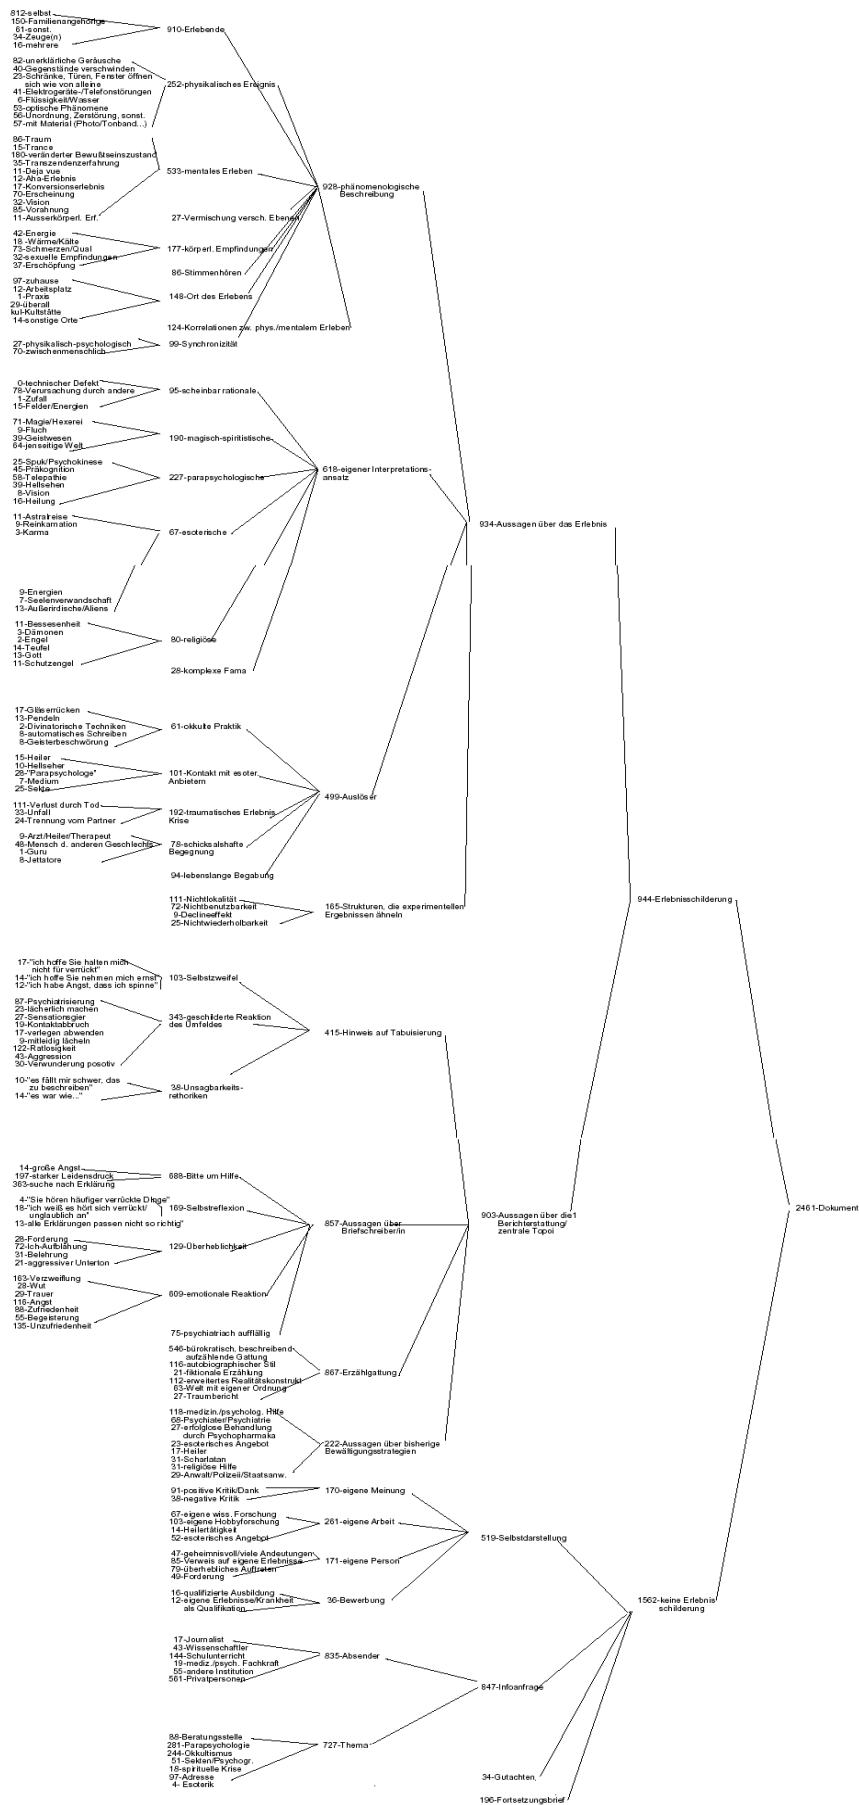 812-selbst
150-Familienangehörige
61-sonst.
34-Zeuge(n)
16-mehrere
910-Erlebende
82-unerklärliche Geräusche
40-Gegenstände verschwinden
23-Schränke, Türen, Fenster öffnen
sich wie von alleine
41-Elektrogeräte-/Telefonstörungen
6-Flüssigkeit/Wasser
53-optische Phänomene
56-Unordnung, Zerstörung, sonst.
57-mit Material (Photo/Tonband...)
252-physikalisches Ereignis
86-Traum
15-Trance
180-veränderter Bewußtseinszustand
35-Transzendenzerfahrung
11-Deja vue
12-Aha-Erlebnis
17-Konversionserlebnis
70-Erscheinung
32-Vision
85-Vorahnung
11-Ausserkörperl. Erf.
533-mentales Erleben
928-phänomenologische
Beschreibung
27-Vermischung versch. Ebenen
42-Energie
18 -Wärme/Kälte
73-Schmerzen/Qual
32-sexuelle Empfindungen
37-Erschöpfung
177-körperl. Empfindungen
86-Stimmenhören
97-zuhause
12-Arbeitsplatz
1-Praxis
29-überall
kul-Kultstätte
14-sonstige Orte
148-Ort des Erlebens
124-Korrelationen zw. phys./mentalem Erleben
27-physikalisch-psychologisch
70-zwischenmenschlich
99-Synchronizität
0-technischer Defekt
78-Verursachung durch andere
1-Zufall
15-Felder/Energien
95-scheinbar rationale
71-Magie/Hexerei
9-Fluch
39-Geistwesen
64-jenseitige Welt
190-magisch-spiritistische
25-Spuk/Psychokinese
45-Präkognition
58-Telepathie
39-Hellsehen
8-Vision
16-Heilung
227-parapsychologische
618-eigener Interpretations-
ansatz
11-Astralreise
9-Reinkarnation
3-Karma
67-esoterische
934-Aussagen über das Erlebnis
9-Energien
7-Seelenverwandschaft
13-Außerirdische/Aliens
11-Bessesenheit
3-Dämonen
2-Engel
14-Teufel
13-Gott
11-Schutzengel
80-religiöse
28-komplexe Fama
17-Gläserrücken
13-Pendeln
2-Divinatorische Techniken
8-automatisches Schreiben
8-Geisterbeschwörung
61-okkulte Praktik
15-Heiler
10-Hellseher
28-"Parapsychologe"
7-Medium
25-Sekte
101-Kontakt mit esoter.
Anbietern
499-Auslöser
111-Verlust durch Tod
33-Unfall
24-Trennung vom Partner
192-traumatisches Erlebnis
Krise
9-Arzt/Heiler/Therapeut
48-Mensch d. anderen Geschlechts
1-Guru
8-Jettatore
78-schicksalshafte
Begegnung
94-lebenslange Begabung
111-Nichtlokalität
72-Nichtbenutzbarkeit
9-Declineeffekt
25-Nichtwiederholbarkeit
165-Strukturen, die experimentellen
Ergebnissen ähneln
944-Erlebnisschilderung
17-"ich hoffe Sie halten mich
nicht für verrückt"
14-"ich hoffe Sie nehmen mich ernst"
12-"ich habe Angst, dass ich spinne"
103-Selbstzweifel
87-Psychiatrisierung
23-lächerlich machen
27-Sensationsgier
19-Kontaktabbruch
17-verlegen abwenden
9-mitleidig lächeln
122-Ratlosigkeit
43-Aggression
30-Verwunderung posotiv
343-geschilderte Reaktion
des Umfeldes
415-Hinweis auf Tabuisierung
10-"es fällt mir schwer, das
zu beschreiben"
14-"es war wie..."
38-Unsagbarkeits-
rethoriken
14-große Angst
197-starker Leidensdruck
363-suche nach Erklärung
688-Bitte um Hilfe
4-"Sie hören häufiger verrückte Dinge"
18-"ich weiß es hört sich verrückt/
unglaublich an"
13-alle Erklärungen passen nicht so richtig"
169-Selbstreflexion
857-Aussagen über
Briefschreiber/in
903-Aussagen über die1
Berichterstattung/
zentrale Topoi
2461-Dokument
28-Forderung
72-Ich-Aufblähung
31-Belehrung
21-aggressiver Unterton
129-Überheblichkeit
163-Verzweiflung
28-Wut
29-Trauer
116-Angst
88-Zufriedenheit
55-Begeisterung
135-Unzufriedenheit
609-emotionale Reaktion
75-psychiatriach auffläliig
546-bürokratisch, beschreibend
aufzählende Gattung
116-autobiographischer Stil
21-fiktionale Erzählung
112-erweitertes Realitätskonstrukt
63-Welt mit eigener Ordnung
27-Traumbericht
867-Erzählgattung
118-medizin./psycholog. Hilfe
68-Psychiater/Psychiatrie
27-erfolglose Behandlung
durch Psychopharmaka
23-esoterisches Angebot
17-Heiler
31-Scharlatan
31-religiöse Hilfe
29-Anwalt/Polizeii/Staatsanw.
222-Aussagen über bisherige
Bewältigungsstrategien
91-positive Kritik/Dank
38-negative Kritik
170-eigene Meinung
67-eigene wiss. Forschung
103-eigene Hobbyforschung
14-Heilertätigkeit
52-esoterisches Angebot
261-eigene Arbeit
519-Selbstdarstellung
47-geheimnisvoll/viele Andeutungen
85-Verweis auf eigene Erlebnisse
79-überhebliches Auftreten
49-Forderung
171-eigene Person
16-qualifizierte Ausbildung
12-eigene Erlebnisse/Krankheit
als Qualifikation
36-Bewerbung
1562-keine Erlebnis
schilderung
17-Journalist
43-Wissenschaftler
144-Schulunterricht
19-mediz./psych. Fachkraft
55-andere Institution
561-Privatpersonen
835-Absender
847-Infoanfrage
88-Beratungsstelle
281-Parapsychologie
244-Okkultismus
51-Sekten/Psychogr.
18-spirituelle Krise
97-Adresse
4- Esoterik
727-Thema
34-Gutachten
196-Fortsetzungsbrief